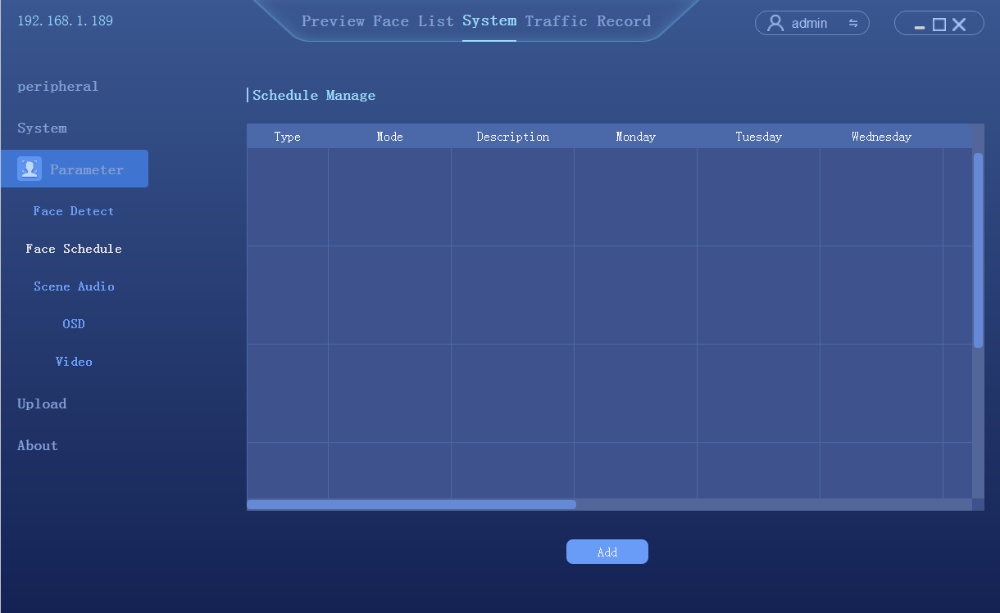 192.168.1.189
Preview Face List System Traffic Record
admin
peripheral
System
Parameter
Face Detect
Face Schedule
Scene Audio
OSD
Video
Upload
About
Schedule Manage
Type Mode Description Monday Tuesday Wednesday
Add